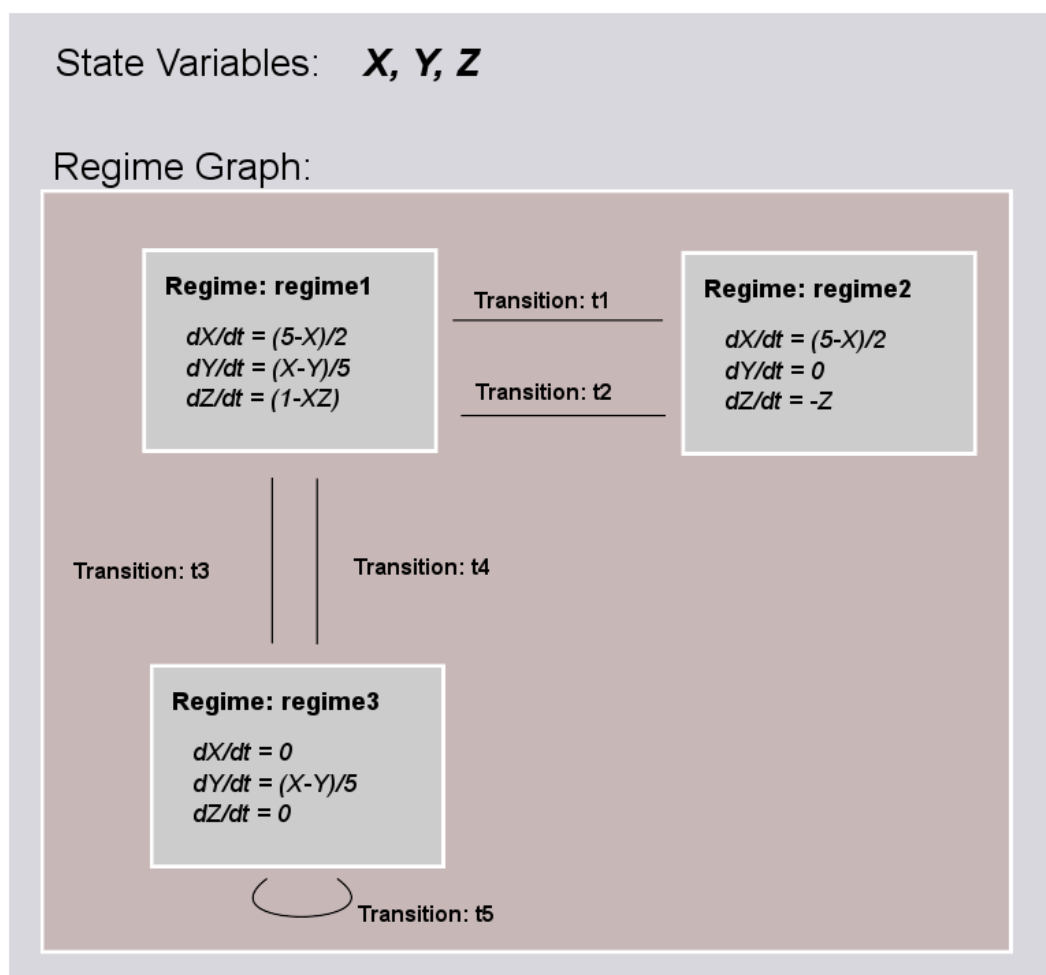 State Variables: X, Y, Z
Regime Graph:
Regime: regime1
dX/dt = (5-X)/2
dY/dt = (X-Y)/5
dZ/dt = (1-XZ)
Transition: t1
Transition: t2
Regime: regime2
dX/dt = (5-X)/2
dY/dt = 0
dZ/dt = -Z
Transition: t3
Transition: t4
Regime: regime3
dX/dt = 0
dY/dt = (X-Y)/5
dZ/dt = 0
Transition: t5